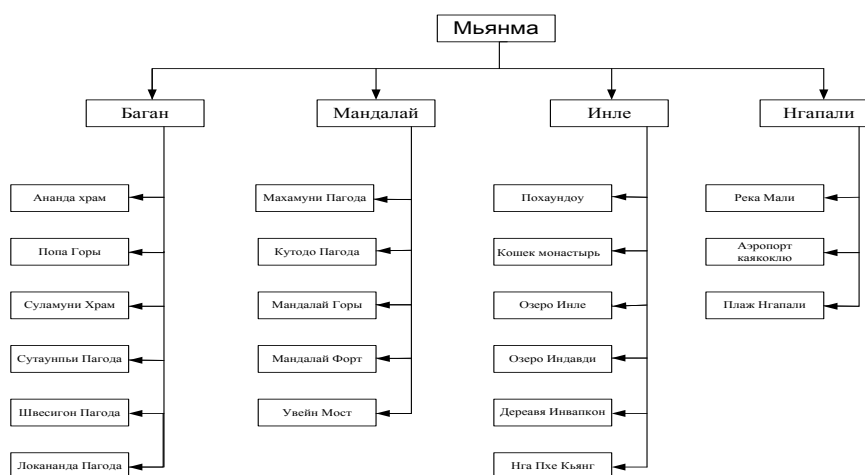 Мьянма
Баган
Мандалай
Инле
Нгапали
Ананда храм
Попа Горы
Суламуни Храм
Сутаунпьи Пагода
Швесигон Пагода
Локананда Пагода
Махамуни Пагода
Кутодо Пагода
Мандалай Горы
Мандалай Форт
Увейн Мост
Похаундоу
Кошек монастырь
Озеро Инле
Озеро Индавди
Дереавя Инвапкон
Нга Пхе Кьянг
Река Мали
Аэропорт
каякоклю
Плаж Нгапали